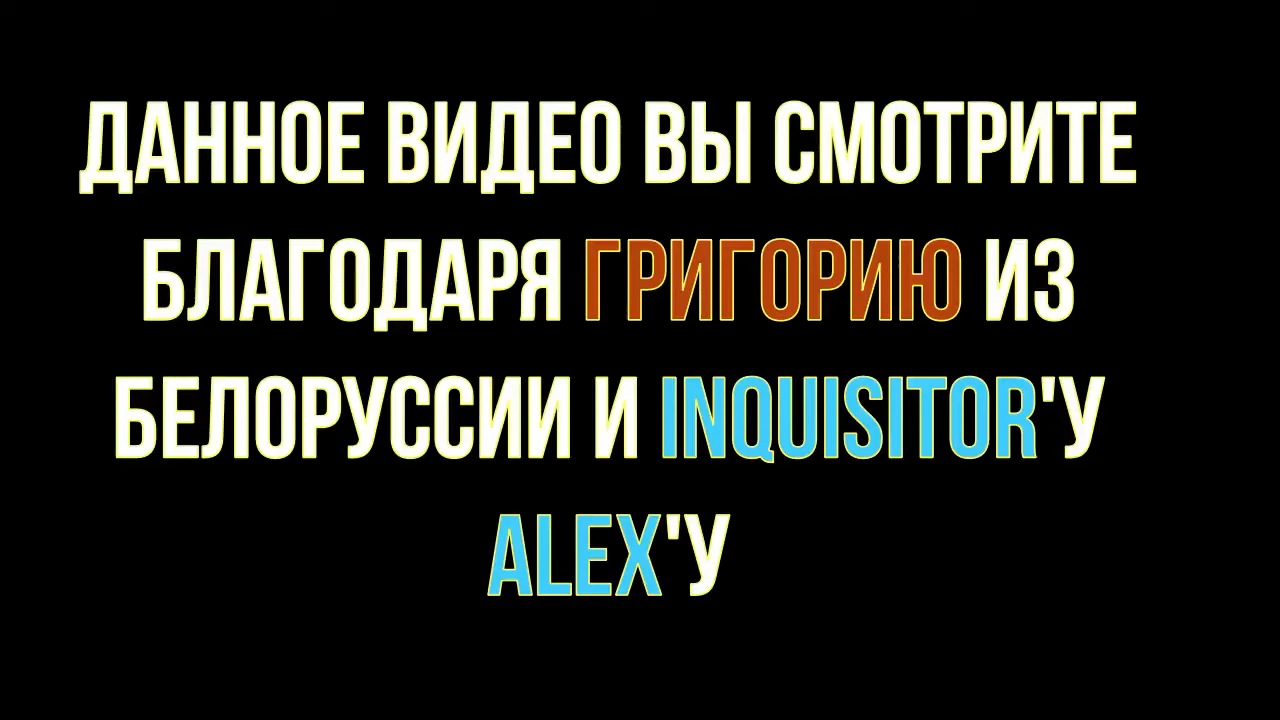 ДАННОЕ ВИДЕО ВЫ СМОТРИТЕ
БЛАГОДАРЯ ГРИГОРИЮ ИЗ
БЕЛОРУССИИ И INQUISITOR'У
ALEX'У